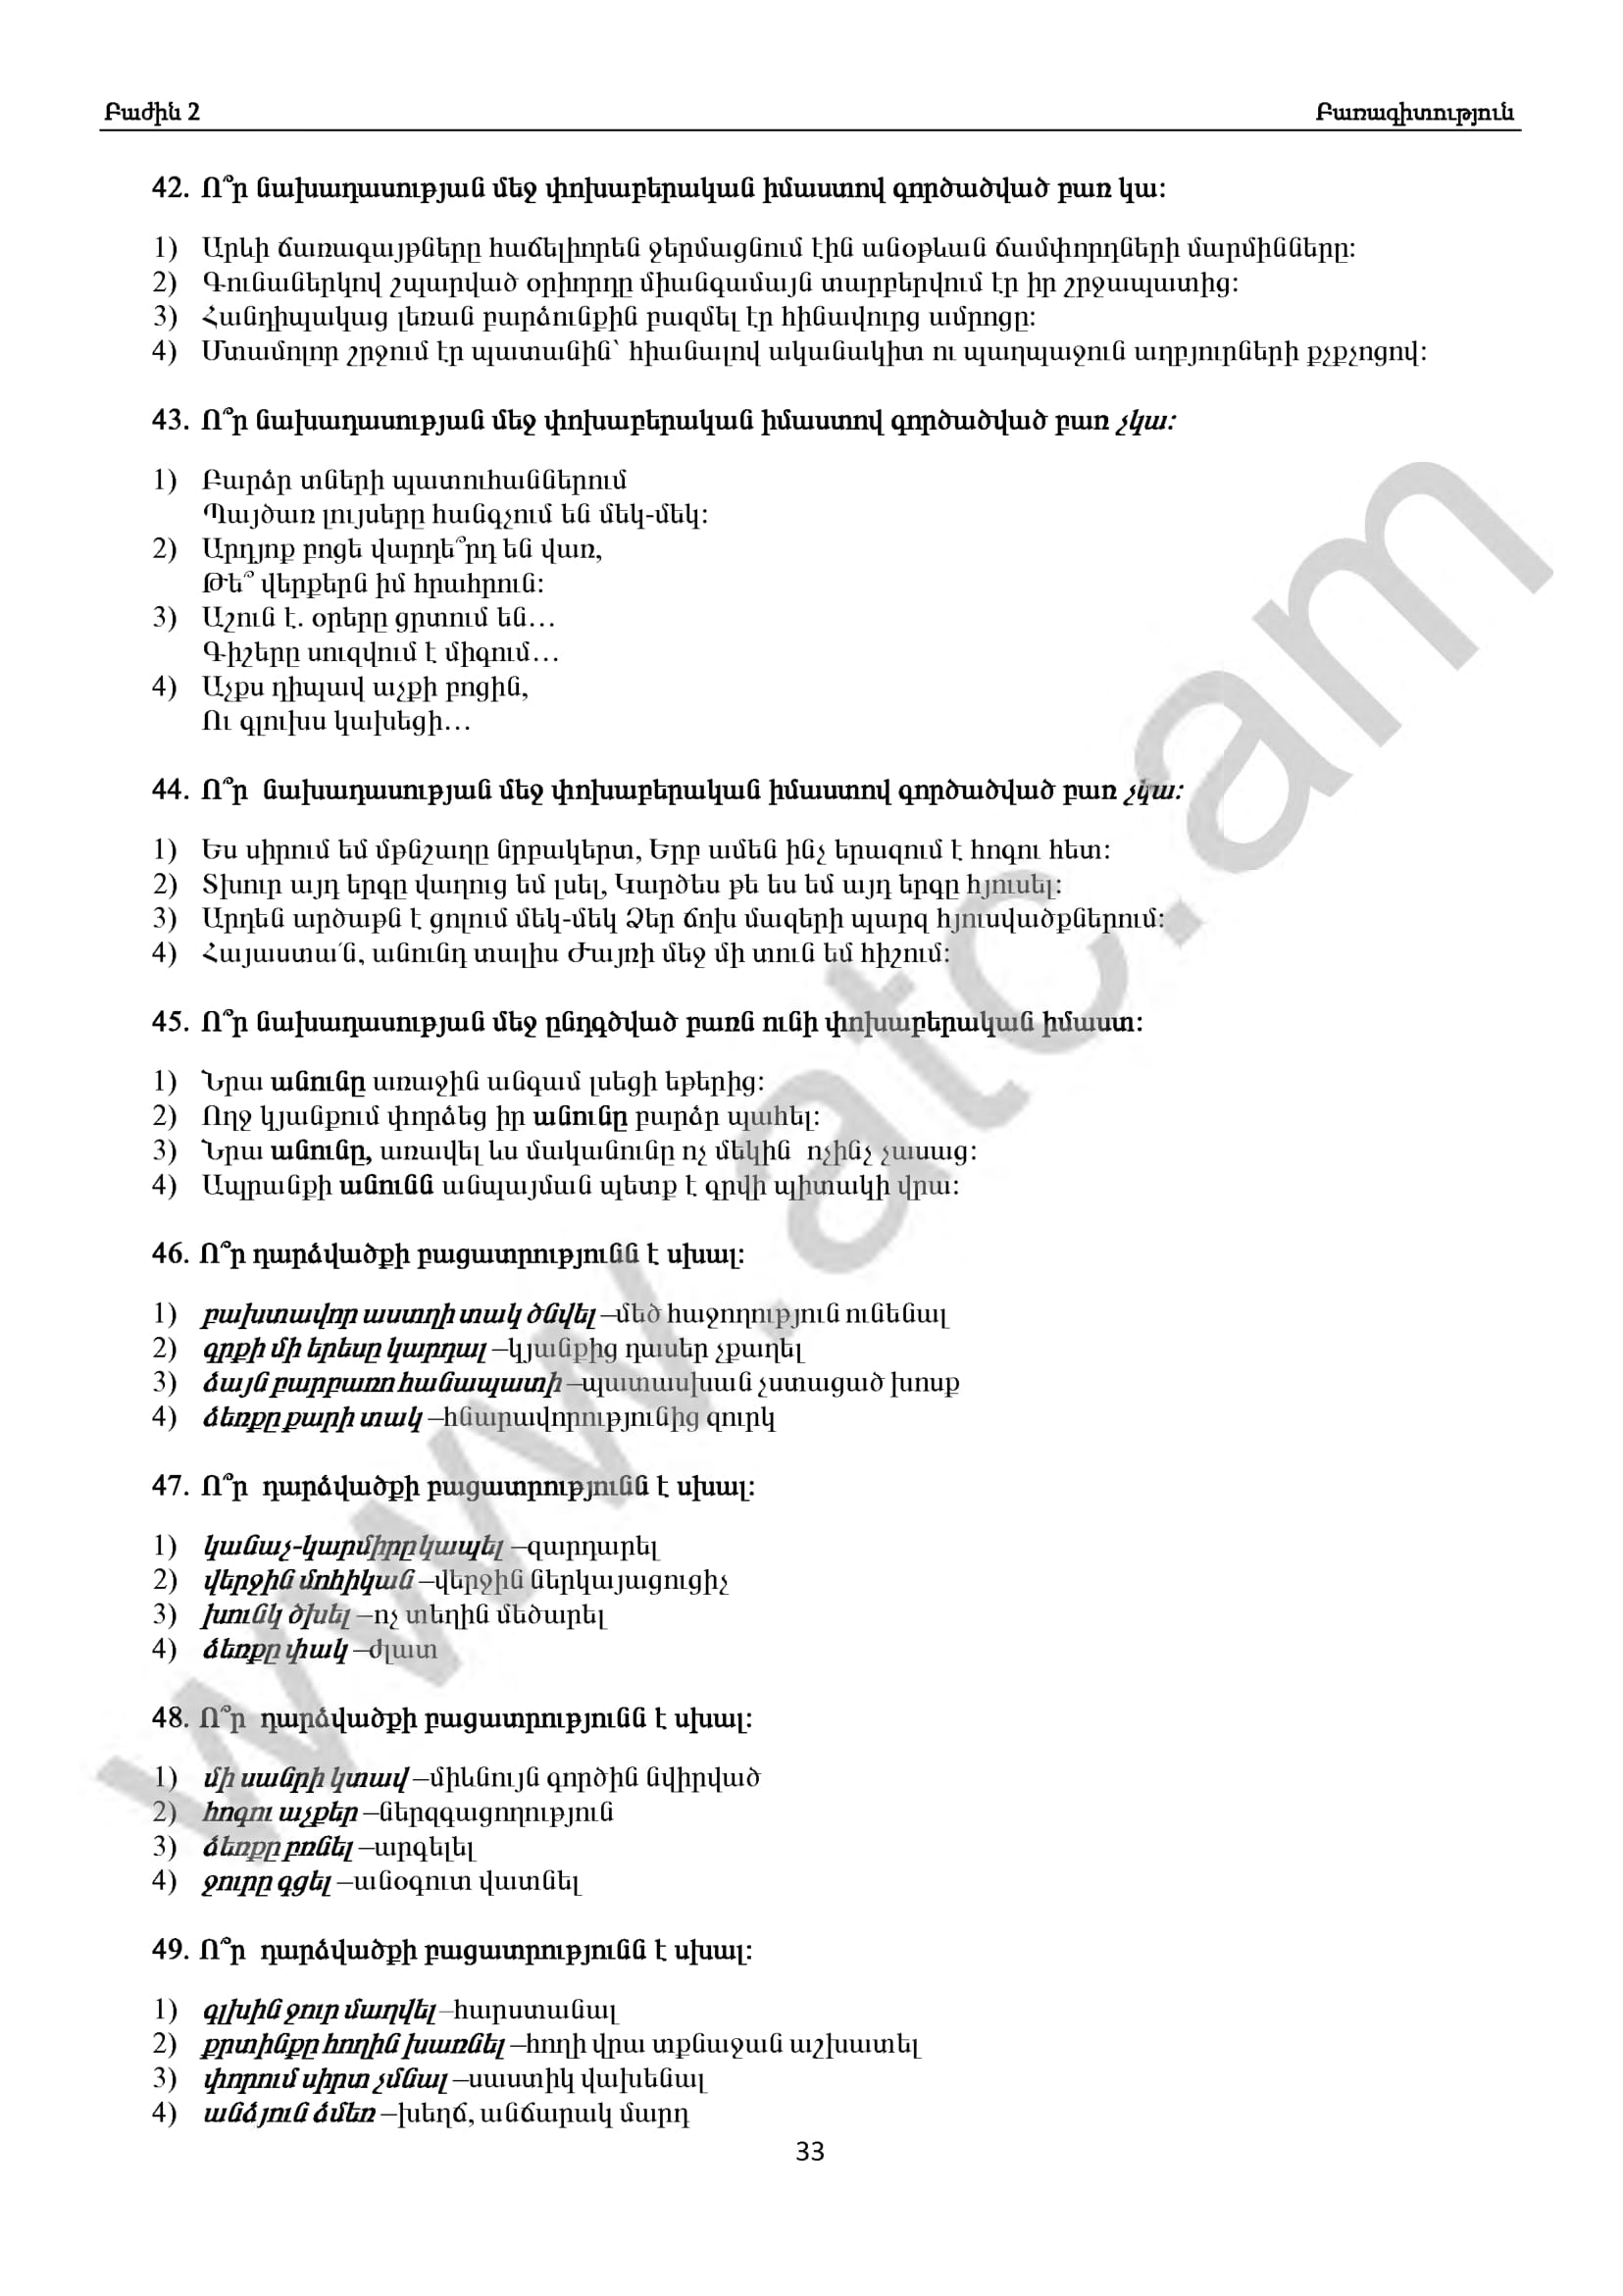 Բաժին 2 Բառագիտություն
42. Ո՞ր նախադասության մեջ փոխաբերական իմաստով գործածված բառ կա:
1) Արևի ճառագայթները հաճելիորեն ջերմացնում էին անօթևան ճամփորդների մարմինները:
2) Գունաներկով շպարված օրիորդը միանգամայն տարբերվում էր իր շրջապատից:
3) Հանդիպակաց լեռան բարձունքին բազմել էր հինավուրց ամրոցը:
4) Մտամոլոր շրջում էր պատանին` հիանալով ականակիտ ու պաղպաջուն աղբյուրների քչքչոցով:
43. Ո՞ր նախադասության մեջ փոխաբերական իմաստով գործածված բառ չկա:
1) Բարձր տների պատուհաններում
Պայծառ լույսերը հանգչում են մեկ-մեկ:
2) Արդյոք բոցե վարդե՞րդ են վառ,
Թե՞ վերքերն իմ հրահրուն:
3) Աշուն է. օրերը ցրտում են…
Գիշերը սուզվում է միգում…
4) Աչքս դիպավ աչքի բոցին,
Ու գլուխս կախեցի…
44. Ո՞ր նախադասության մեջ փոխաբերական իմաստով գործածված բառ չկա:
1) Ես սիրում եմ մթնշաղը նրբակերտ, Երբ ամեն ինչ երազում է հոգու հետ:
2) Տխուր այդ երգը վաղուց եմ լսել, Կարծես թե ես եմ այդ երգը հյուսել:
3) Արդեն արծաթն է ցոլում մեկ-մեկ Ձեր ճոխ մազերի պարզ հյուսվածքներում:
4) Հայաստա՛ն, անունդ տալիս Ժայռի մեջ մի տուն եմ հիշում:
45. Ո՞ր նախադասության մեջ ընդգծված բառն ունի փոխաբերական իմաստ:
1) Նրա անունը առաջին անգամ լսեցի եթերից:
2) Ողջ կյանքում փորձեց իր անունը բարձր պահել:
3) Նրա անունը, առավել ևս մականունը ոչ մեկին ոչինչ չասաց:
4) Ապրանքի անունն անպայման պետք է գրվի պիտակի վրա:
46. Ո՞ր դարձվածքի բացատրությունն է սխալ:
1) բախտավոր աստղի տակ ծնվել –մեծ հաջողություն ունենալ
2) գրքի մի երեսը կարդալ –կյանքից դասեր չքաղել
3) ձայն բարբառո հանապատի –պատասխան չստացած խոսք
4) ձեռքը քարի տակ –հնարավորությունից զուրկ
47. Ո՞ր դարձվածքի բացատրությունն է սխալ:
1) կանաչ-կարմիրը կապել –զարդարել
2) վերջին մոհիկան –վերջին ներկայացուցիչ
3) խունկ ծխել –ոչ տեղին մեծարել
4) ձեռքը փակ –ժլատ
48. Ո՞ր դարձվածքի բացատրությունն է սխալ:
1) մի սանրի կտավ –միևնույն գործին նվիրված
2) հոգու աչքեր –ներզգացողություն
3) ձեռքը բռնել –արգելել
4) ջուրը գցել –անօգուտ վատնել
49. Ո՞ր դարձվածքի բացատրությունն է սխալ:
1) գլխին ջուր մաղվել –հարստանալ
2) քրտինքը հողին խառնել –հողի վրա տքնաջան աշխատել
3) փորում սիրտ չմնալ –սաստիկ վախենալ
4) անձյուն ձմեռ –խեղճ, անճարակ մարդ
33
www.atc.am